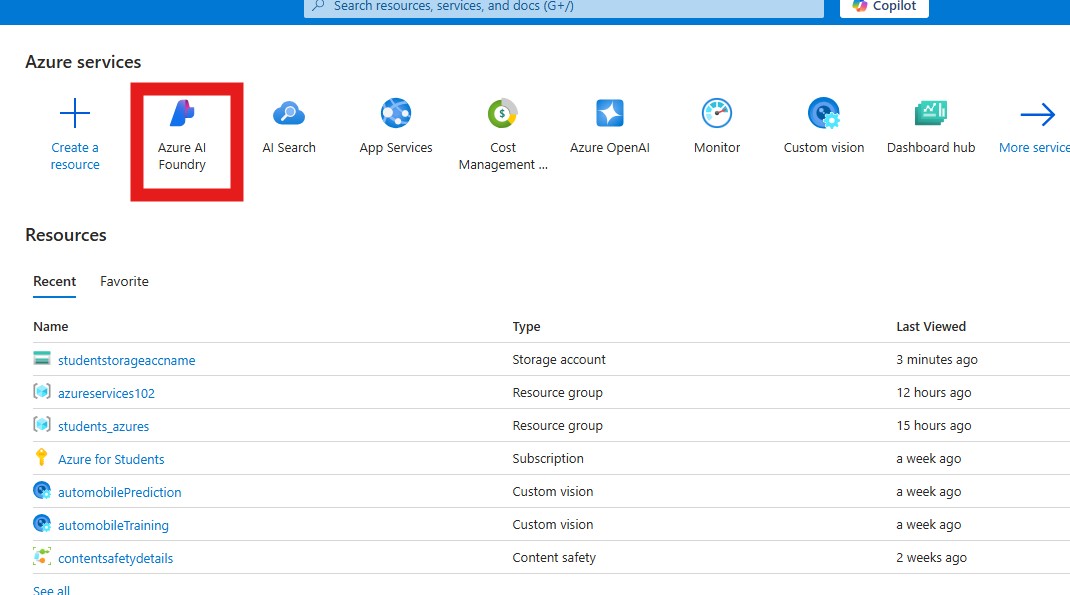 Search resources, services, and docs (G+/)
Copilot
Azure services
Create a
resource
Azure AI
Foundry
AI Search
App Services
Cost
Management ...
Azure OpenAI
Monitor
Custom vision
Dashboard hub
More service
Resources
Recent Favorite
Name Type Last Viewed
studentstorageaccname Storage account 3 minutes ago
azureservices102 Resource group 12 hours ago
students_azures Resource group 15 hours ago
Azure for Students Subscription a week ago
automobilePrediction Custom vision a week ago
automobileTraining Custom vision a week ago
contentsafetydetails Content safety 2 weeks ago
See all